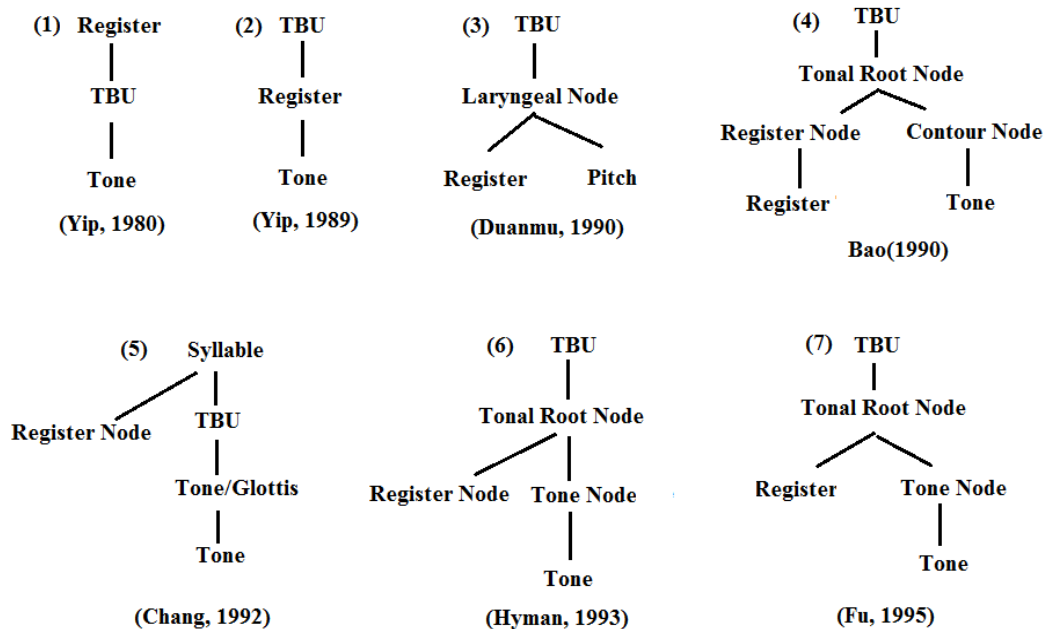 (1) Register
TBU
Tone
(Yip, 1980)
(2) TBU
Register
Tone
(Yip, 1989)
(3) TBU
Laryngeal Node
Register Pitch
(Duanmu, 1990)
(4) TBU
Tonal Root Node
Register Node Contour Node
Register Tone
Bao(1990)
(5) Syllable
Register Node TBU
Tone/Glottis
Tone
(Chang, 1992)
(6) TBU
Tonal Root Node
Register Node Tone Node
Tone
(Hyman, 1993)
(7) TBU
Tonal Root Node
Register Tone Node
Tone
(Fu, 1995)